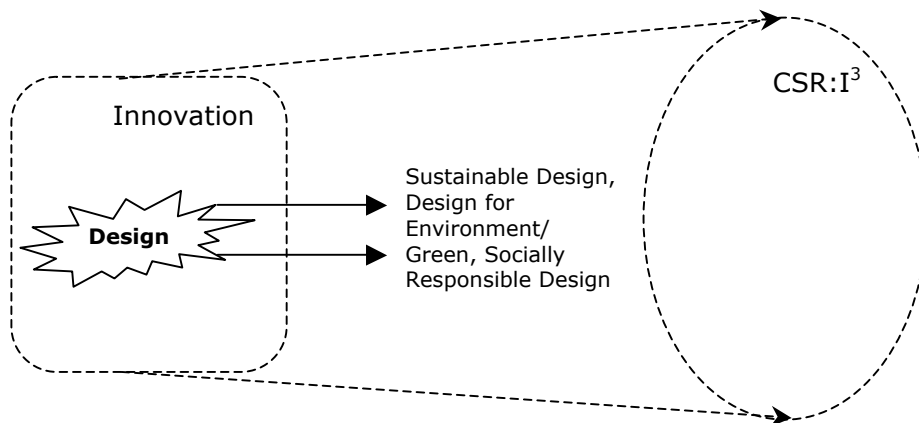 Innovation
CSR:I³
Design
Sustainable Design,
Design for
Environment/
Green, Socially
Responsible Design